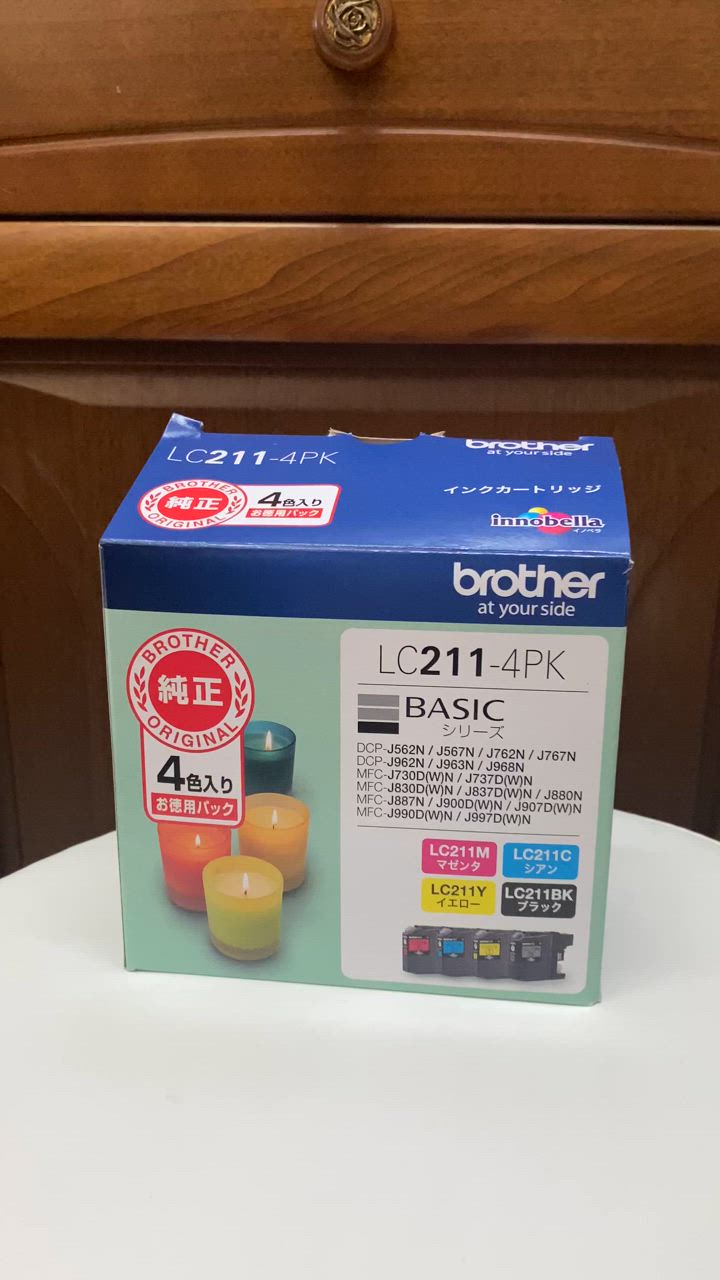 LC211-4PK
brother
at your side
BROTHER
純正
ORIGINAL
4色入り
お徳用パック
インクカートリッジ
innobella
イノベラ
brother
at your side
BROTHER
純正
ORIGINAL
4色入り
お徳用パック
LC211-4PK
BASIC
シリーズ
DCP-J562N / J567N / J762N / J767N
DCP-J962N / J963N / J968N
MFC-J730D(W)N / J737D(W)N
MFC-J830D(W)N / J837D(W)N / J880N
MFC-J887N / J900D(W)N / J907D(W)N
MFC-J990D(W)N / J997D(W)N
LC211M
マゼンタ
LC211C
シアン
LC211Y
イエロー
LC211BK
ブラック